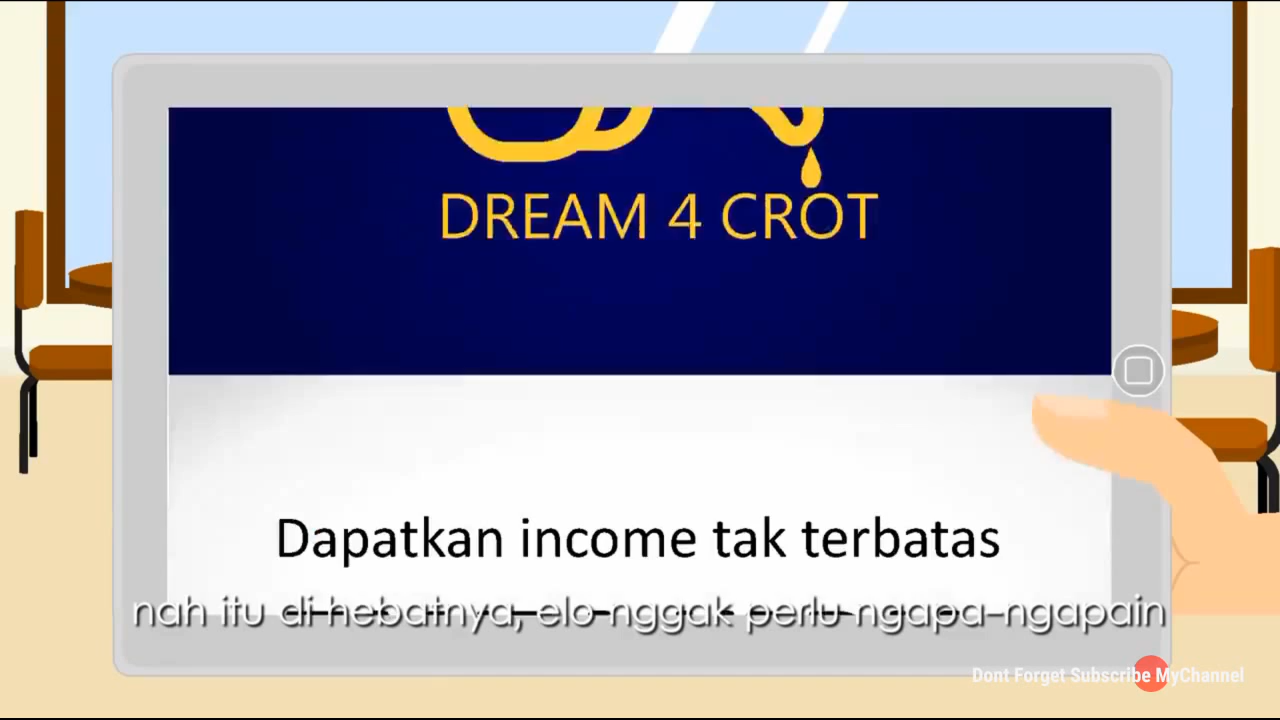 DREAM 4 CROT
Dapatkan income tak terbatas
nah itu di hebatnya, elo nggak perlu ngapa-ngapain
Dont Forget Subscribe MyChannel